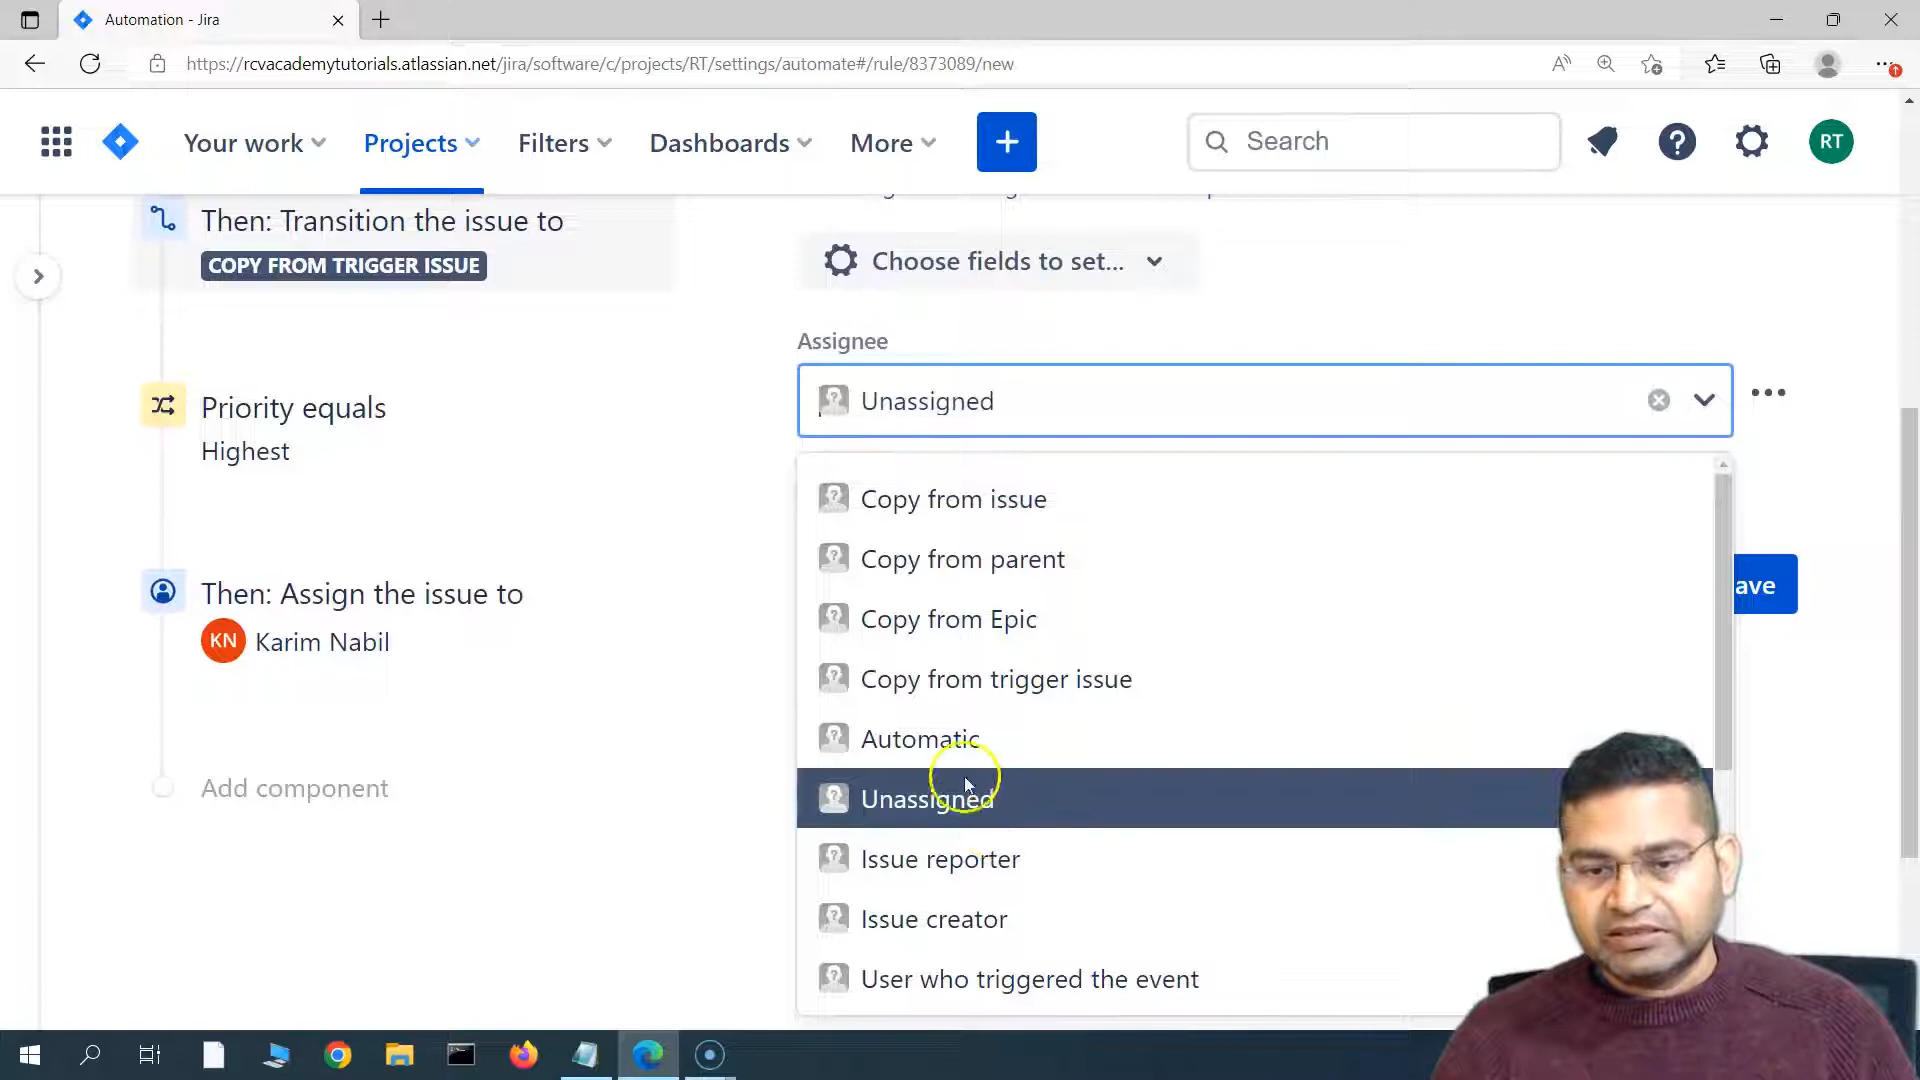 Automation - Jira
https://rcvacademytutorials.atlassian.net/jira/software/c/projects/RT/settings/automate#/rule/8373089/new
Your work
Projects
Filters
Dashboards
More
Search
RT
Then: Transition the issue to
COPY FROM TRIGGER ISSUE
Choose fields to set...
Assignee
Unassigned
Priority equals
Highest
Copy from issue
Copy from parent
ave
Then: Assign the issue to
KN Karim Nabil
Copy from Epic
Copy from trigger issue
Automatic
Add component
Unassigned
Issue reporter
Issue creator
User who triggered the event